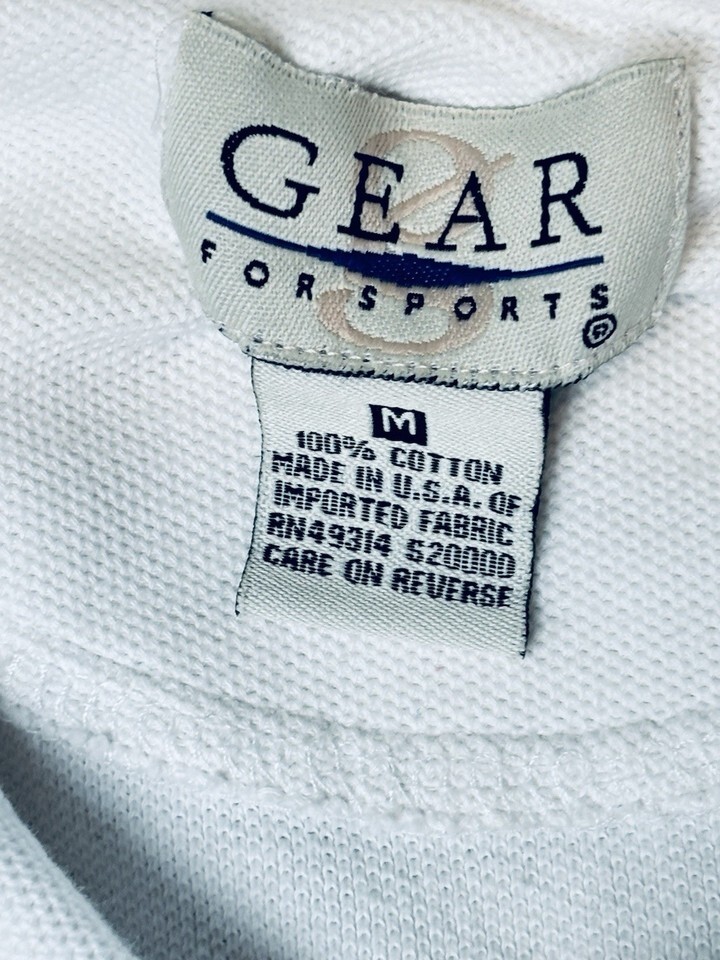 g
GEAR
FOR SPORTS
®
M
100% COTTON
MADE IN U.S.A. OF
IMPORTED FABRIC
RN49314 S20000
CARE ON REVERSE